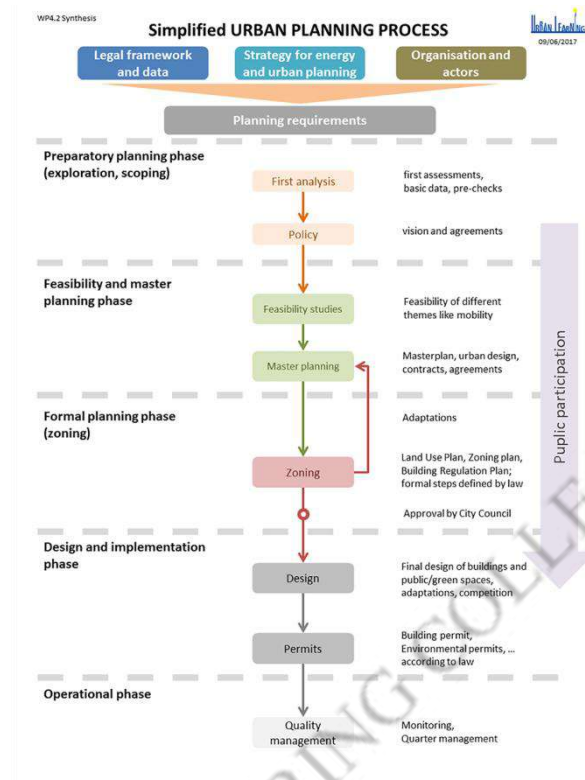 WP4.2 Synthesis
Simplified URBAN PLANNING PROCESS
URBAN LEARNING
09/06/2017
Legal framework
and data
Strategy for energy
and urban planning
Organisation and
actors
Planning requirements
Preparatory planning phase
(exploration, scoping)
First analysis
first assessments,
basic data, pre-checks
Policy
vision and agreements
Feasibility and master
planning phase
Feasibility studies
Feasibility of different
themes like mobility
Master planning
Masterplan, urban design,
contracts, agreements
Formal planning phase
(zoning)
Adaptations
Zoning
Land Use Plan, Zoning plan,
Building Regulation Plan;
formal steps defined by law
Approval by City Council
Puplic participation
Design and implementation
phase
Design
Final design of buildings and
public/green spaces,
adaptations, competition
Permits
Building permit,
Environmental permits, ...
according to law
Operational phase
Quality
management
Monitoring,
Quarter management
RING COLLE